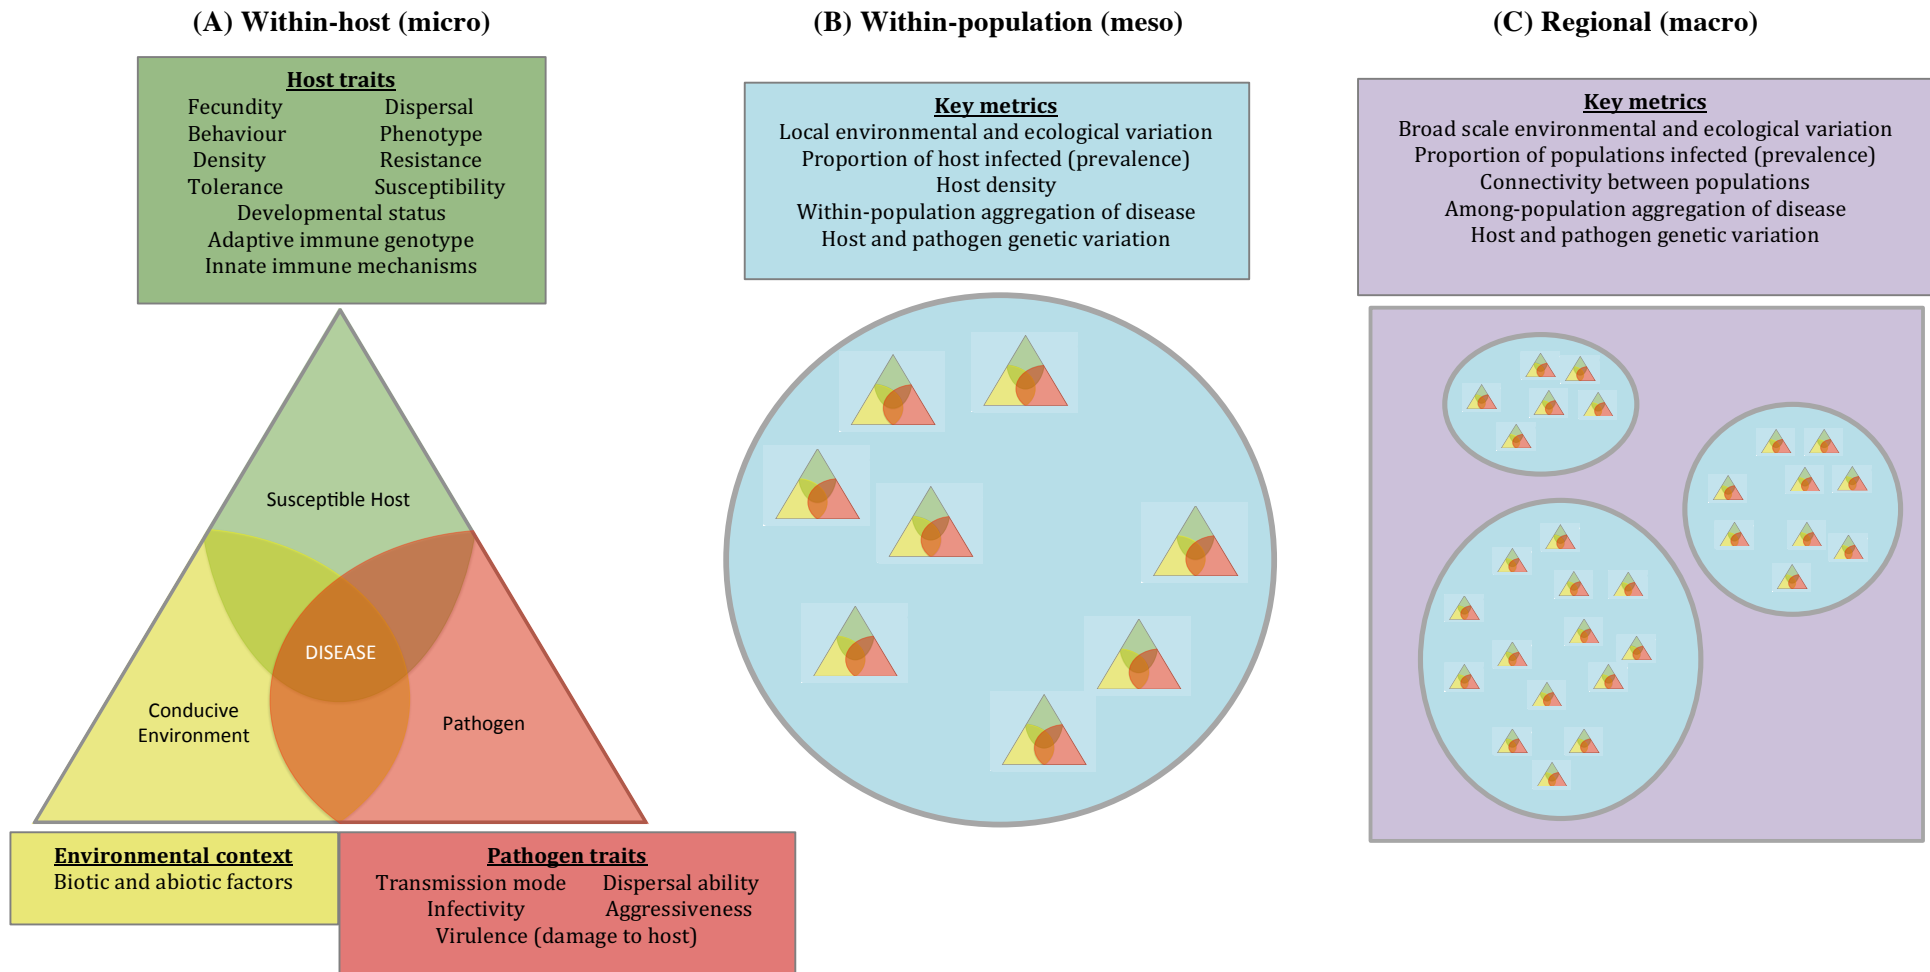 (A) Within-host (micro)
Host traits
Fecundity Dispersal
Behaviour Phenotype
Density Resistance
Tolerance Susceptibility
Developmental status
Adaptive immune genotype
Innate immune mechanisms
Susceptible Host
DISEASE
Conducive
Environment
Pathogen
Environmental context
Biotic and abiotic factors
Pathogen traits
Transmission mode Dispersal ability
Infectivity Aggressiveness
Virulence (damage to host)
(B) Within-population (meso)
Key metrics
Local environmental and ecological variation
Proportion of host infected (prevalence)
Host density
Within-population aggregation of disease
Host and pathogen genetic variation
(C) Regional (macro)
Key metrics
Broad scale environmental and ecological variation
Proportion of populations infected (prevalence)
Connectivity between populations
Among-population aggregation of disease
Host and pathogen genetic variation